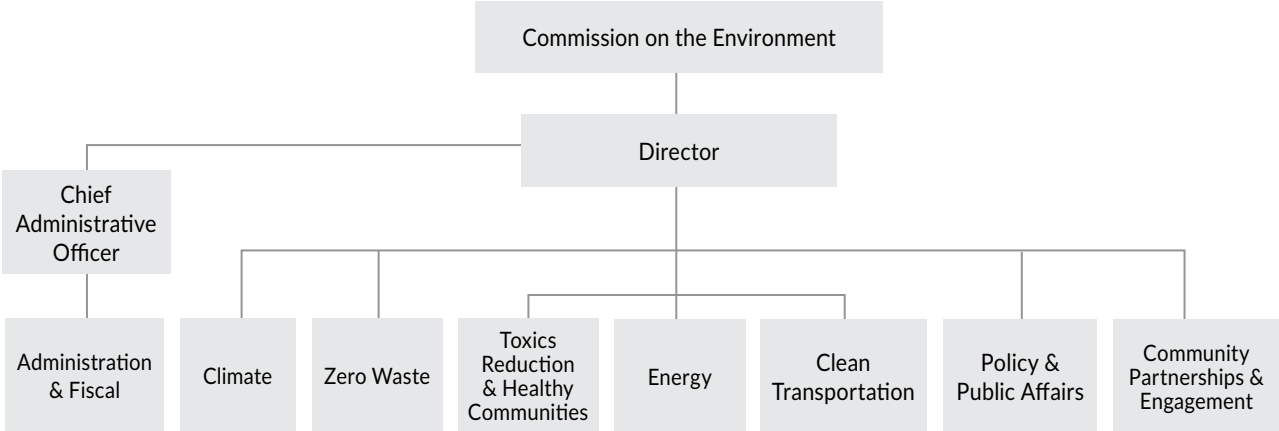 Commission on the Environment
Director
Chief
Administrative
Officer
Administration
& Fiscal
Climate
Zero Waste
Toxics
Reduction
& Healthy
Communities
Energy
Clean
Transportation
Policy &
Public Affairs
Community
Partnerships &
Engagement